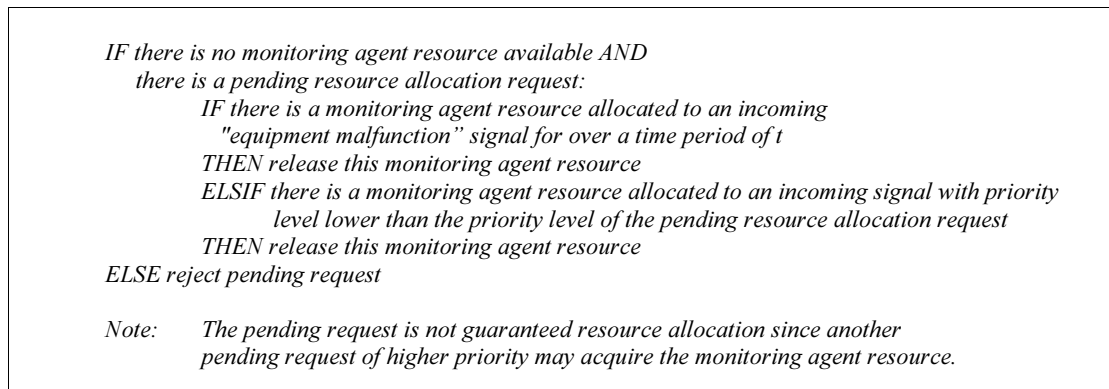 IF there is no monitoring agent resource available AND
there is a pending resource allocation request:
IF there is a monitoring agent resource allocated to an incoming
"equipment malfunction” signal for over a time period of t
THEN release this monitoring agent resource
ELSIF there is a monitoring agent resource allocated to an incoming signal with priority
level lower than the priority level of the pending resource allocation request
THEN release this monitoring agent resource
ELSE reject pending request
Note: The pending request is not guaranteed resource allocation since another
pending request of higher priority may acquire the monitoring agent resource.